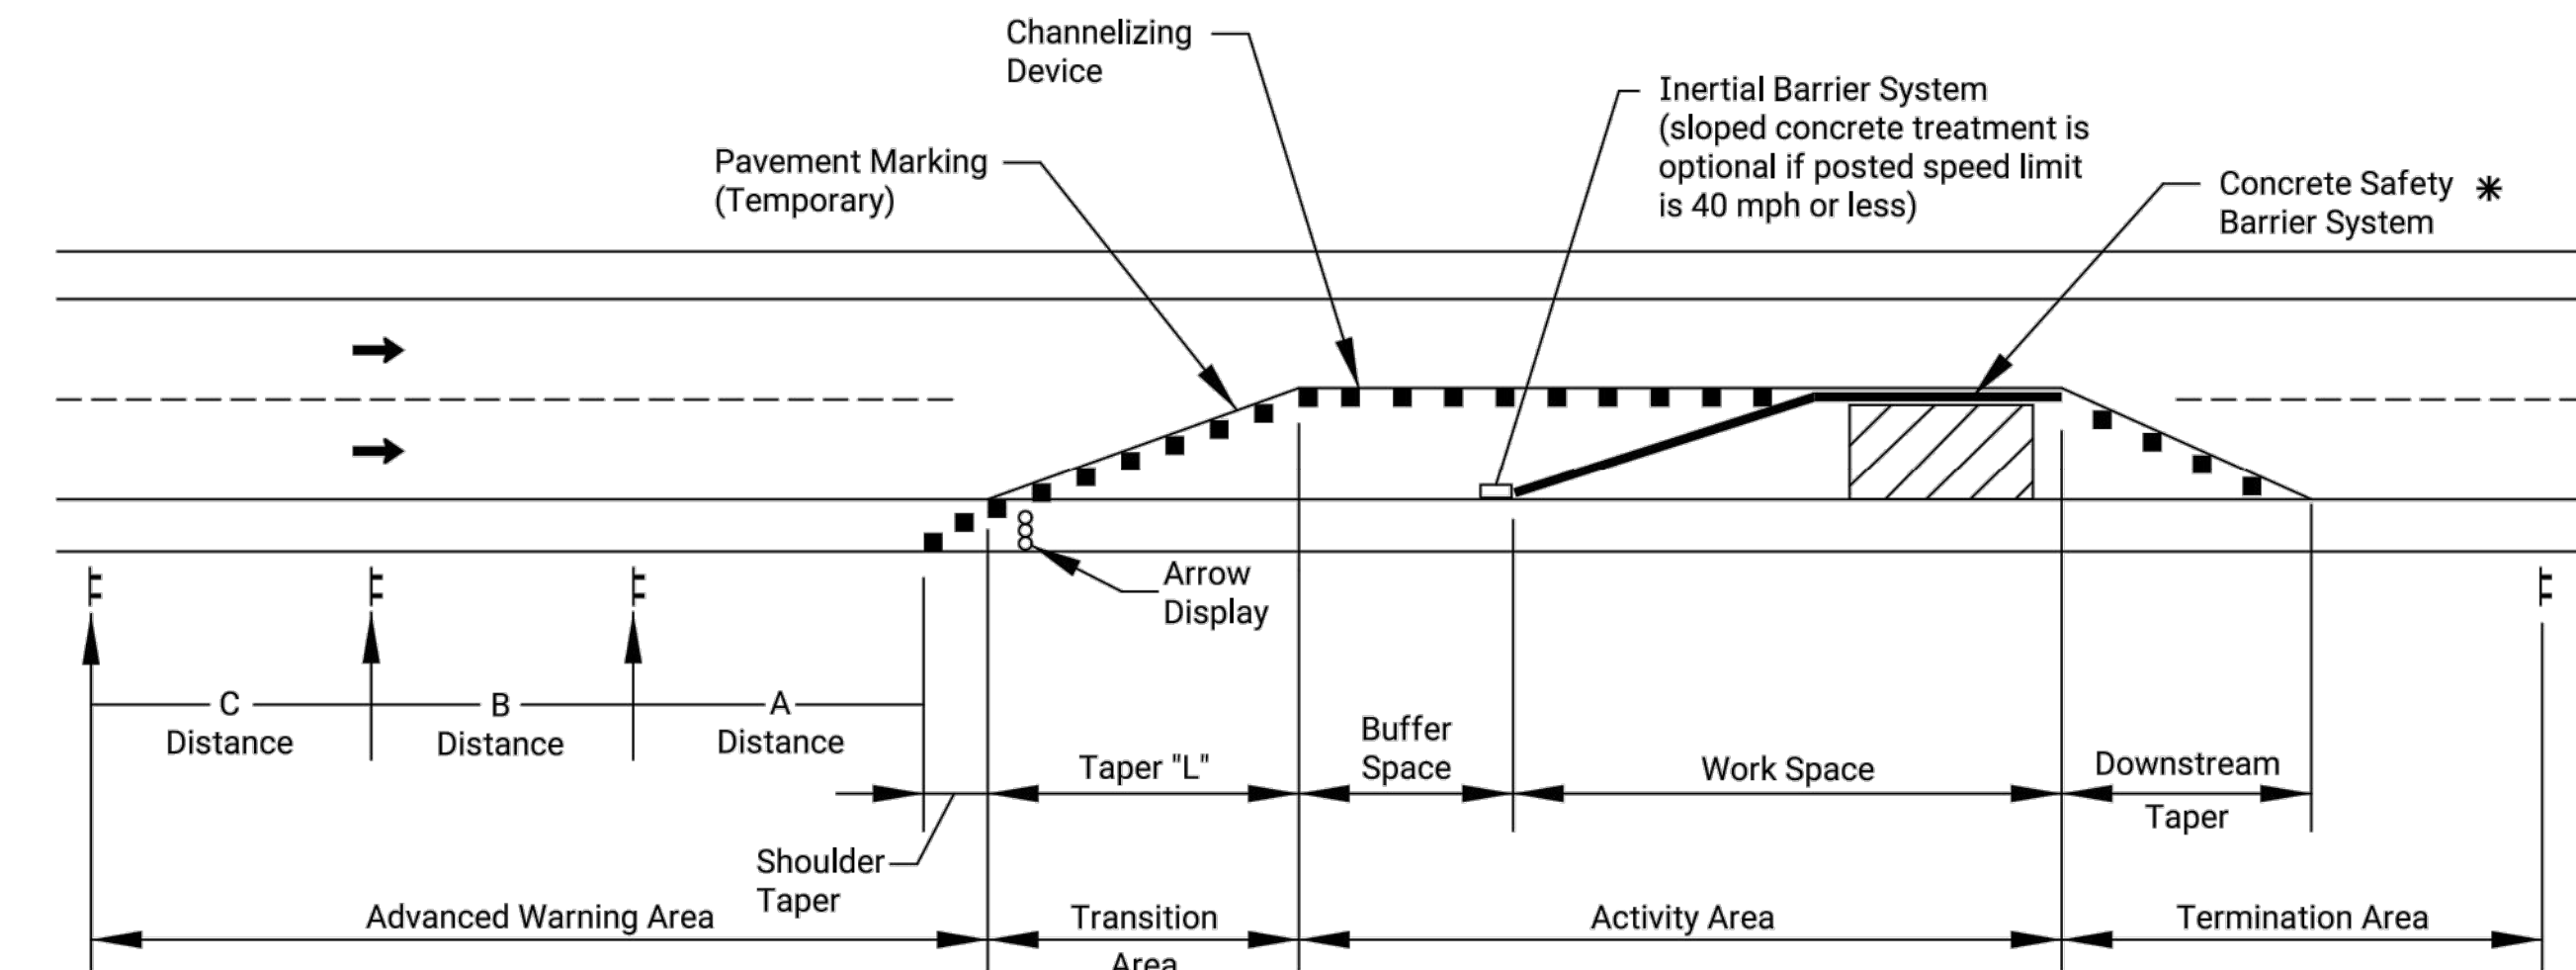 Channelizing
Device
Inertial Barrier System
(sloped concrete treatment is
optional if posted speed limit
is 40 mph or less)
Pavement Marking
(Temporary)
Concrete Safety *
Barrier System
Arrow
Display
C
Distance
B
Distance
A
Distance
Taper "L"
Buffer
Space
Work Space
Downstream
Taper
Shoulder
Taper
Advanced Warning Area
Transition
Area
Activity Area
Termination Area